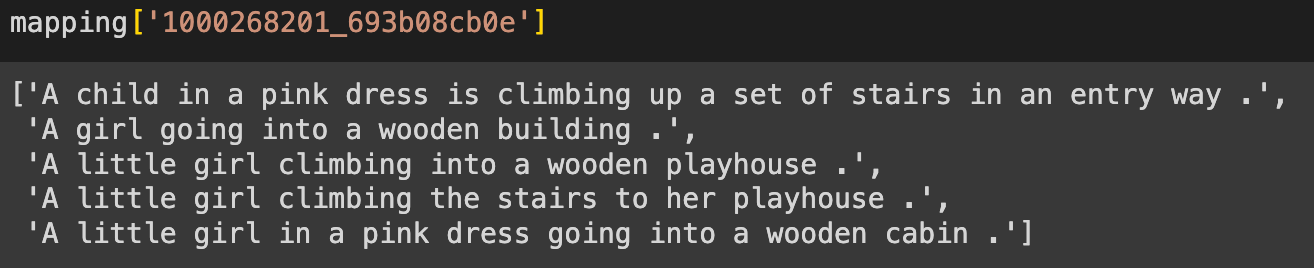 mapping['1000268201_693b08cb0e']
['A child in a pink dress is climbing up a set of stairs in an entry way .',
'A girl going into a wooden building .',
'A little girl climbing into a wooden playhouse .',
'A little girl climbing the stairs to her playhouse .',
'A little girl in a pink dress going into a wooden cabin .']